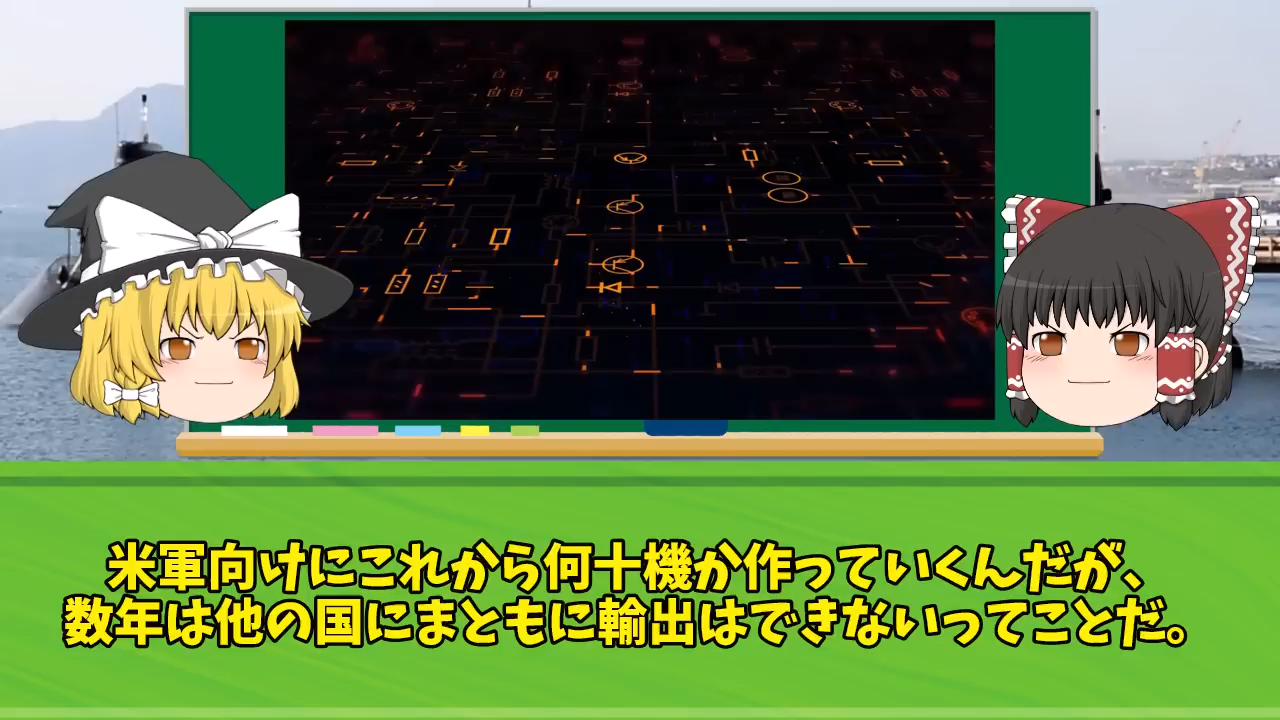 米軍向けにこれから何十機か作っていくんだが、
数年は他の国にまともに輸出はできないってことだ。